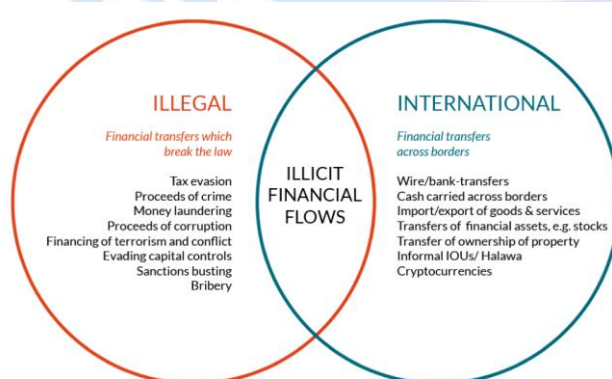 ILLEGAL
Financial transfers which
break the law
Tax evasion
Proceeds of crime
Money laundering
Proceeds of corruption
Financing of terrorism and conflict
Evading capital controls
Sanctions busting
Bribery
ILLICIT
FINANCIAL
FLOWS
INTERNATIONAL
Financial transfers
across borders
Wire/bank-transfers
Cash carried across borders
Import/export of goods & services
Transfers of financial assets, e.g. stocks
Transfer of ownership of property
Informal IOUs/ Halawa
Cryptocurrencies